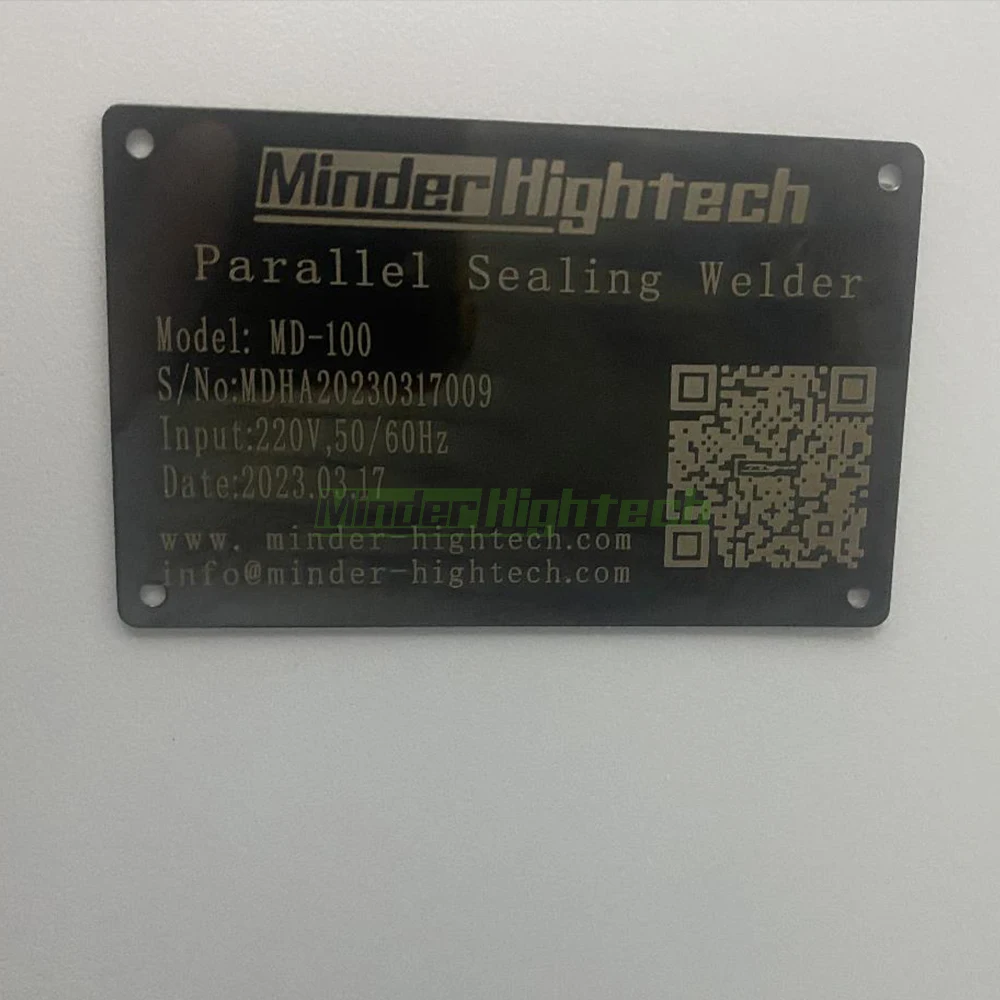 Minder Hightech
Parallel Sealing Welder
Model: MD-100
S/No:MDHA20230317009
Input:220V,50/60Hz
Date:2023.03.17
Minder Hightech
www. minder-hightech.com
info@minder-hightech.com